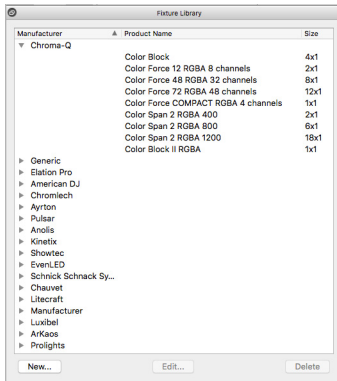 Fixture Library
Manufacturer Product Name Size
Chroma-Q
Color Block 4x1
Color Force 12 RGBA 8 channels 2x1
Color Force 48 RGBA 32 channels 8x1
Color Force 72 RGBA 48 channels 12x1
Color Force COMPACT RGBA 4 channels 1x1
Color Span 2 RGBA 400 2x1
Color Span 2 RGBA 800 6x1
Color Span 2 RGBA 1200 18x1
Color Block II RGBA 1x1
Generic
Elation Pro
American DJ
Chromlech
Ayrton
Pulsar
Anolis
Kinetix
Showtec
EvenLED
Schnick Schnack Sy...
Chauvet
Litecraft
Manufacturer
Luxibel
ArKaos
Prolights
New... Edit... Delete